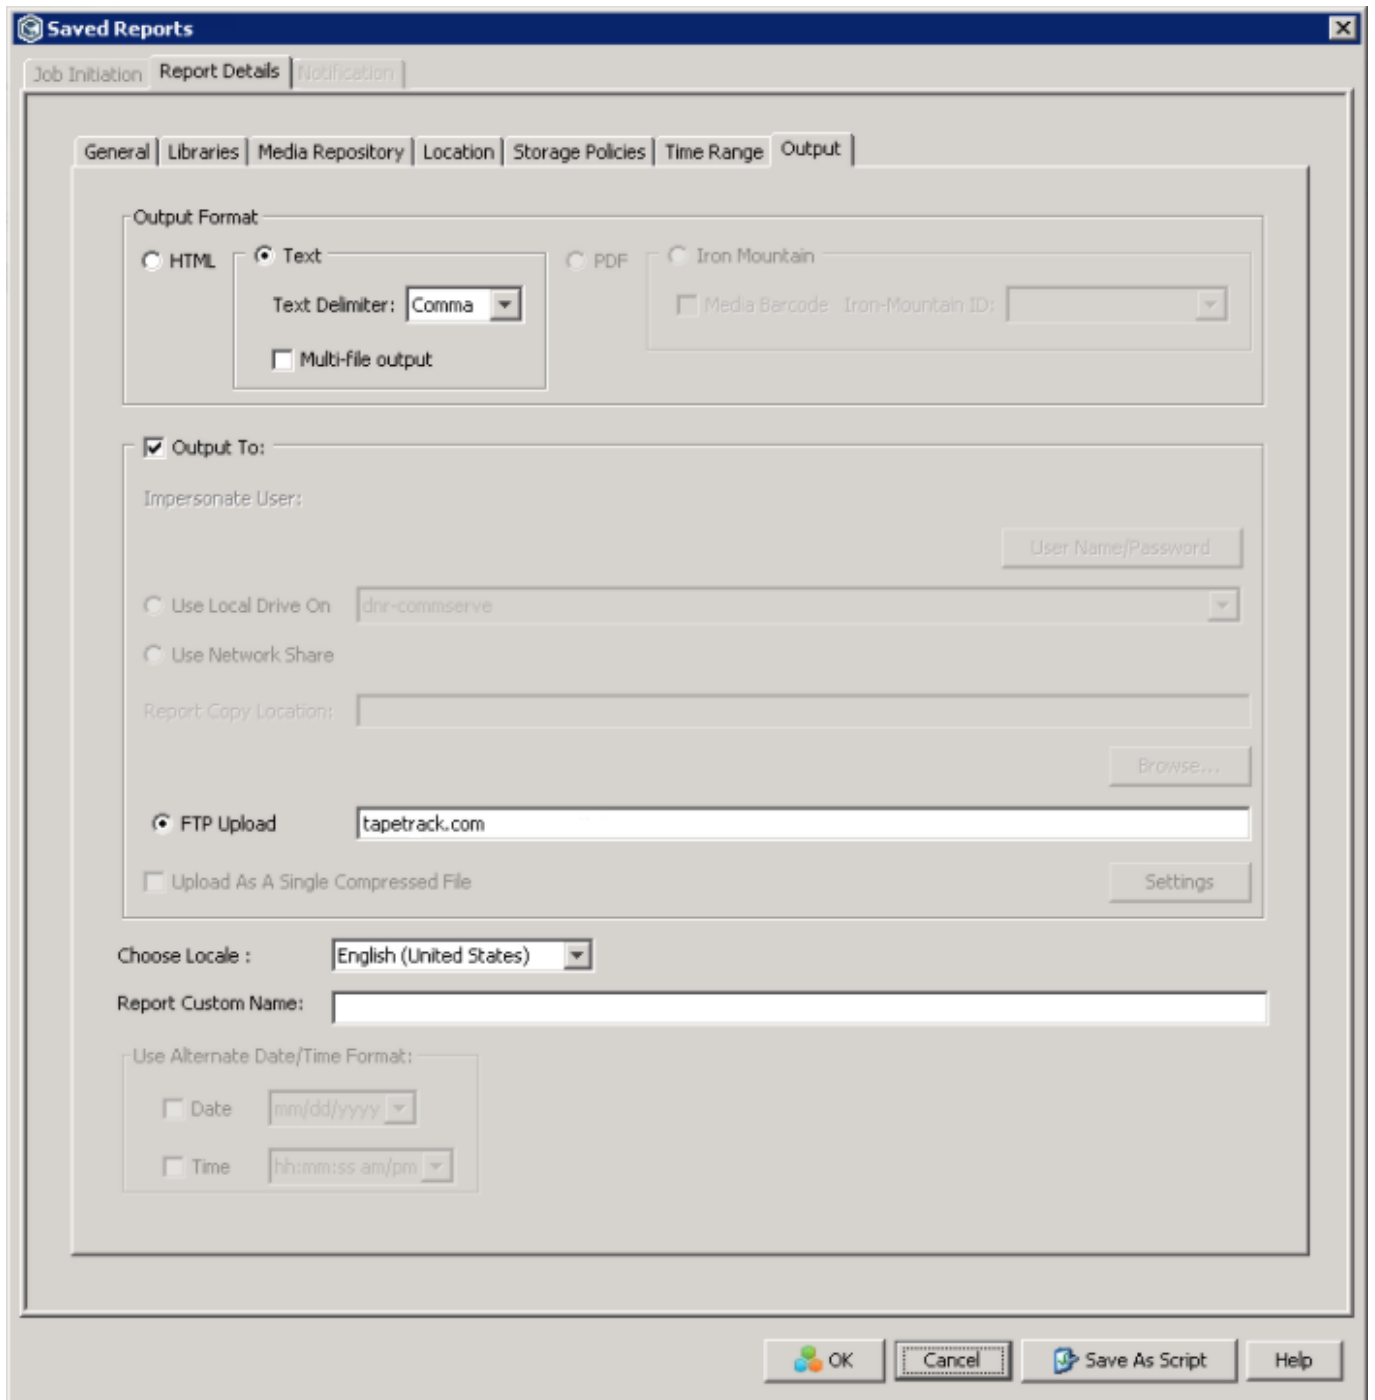 Saved Reports
Job Initiation Report Details Notification
General Libraries Media Repository Location Storage Policies Time Range Output
Output Format
HTML Text PDF Iron Mountain
Text Delimiter: Comma Media Barcode Iron-Mountain ID:
Multi-file output
Output To:
Impersonate User:
User Name/Password
Use Local Drive On dnr-commserve
Use Network Share
Report Copy Location:
Browse...
FTP Upload tapetrack.com
Upload As A Single Compressed File Settings
Choose Locale : English (United States)
Report Custom Name:
Use Alternate Date/Time Format:
Date mm/dd/yyyy
Time hh:mm:ss am/pm
OK Cancel Save As Script Help